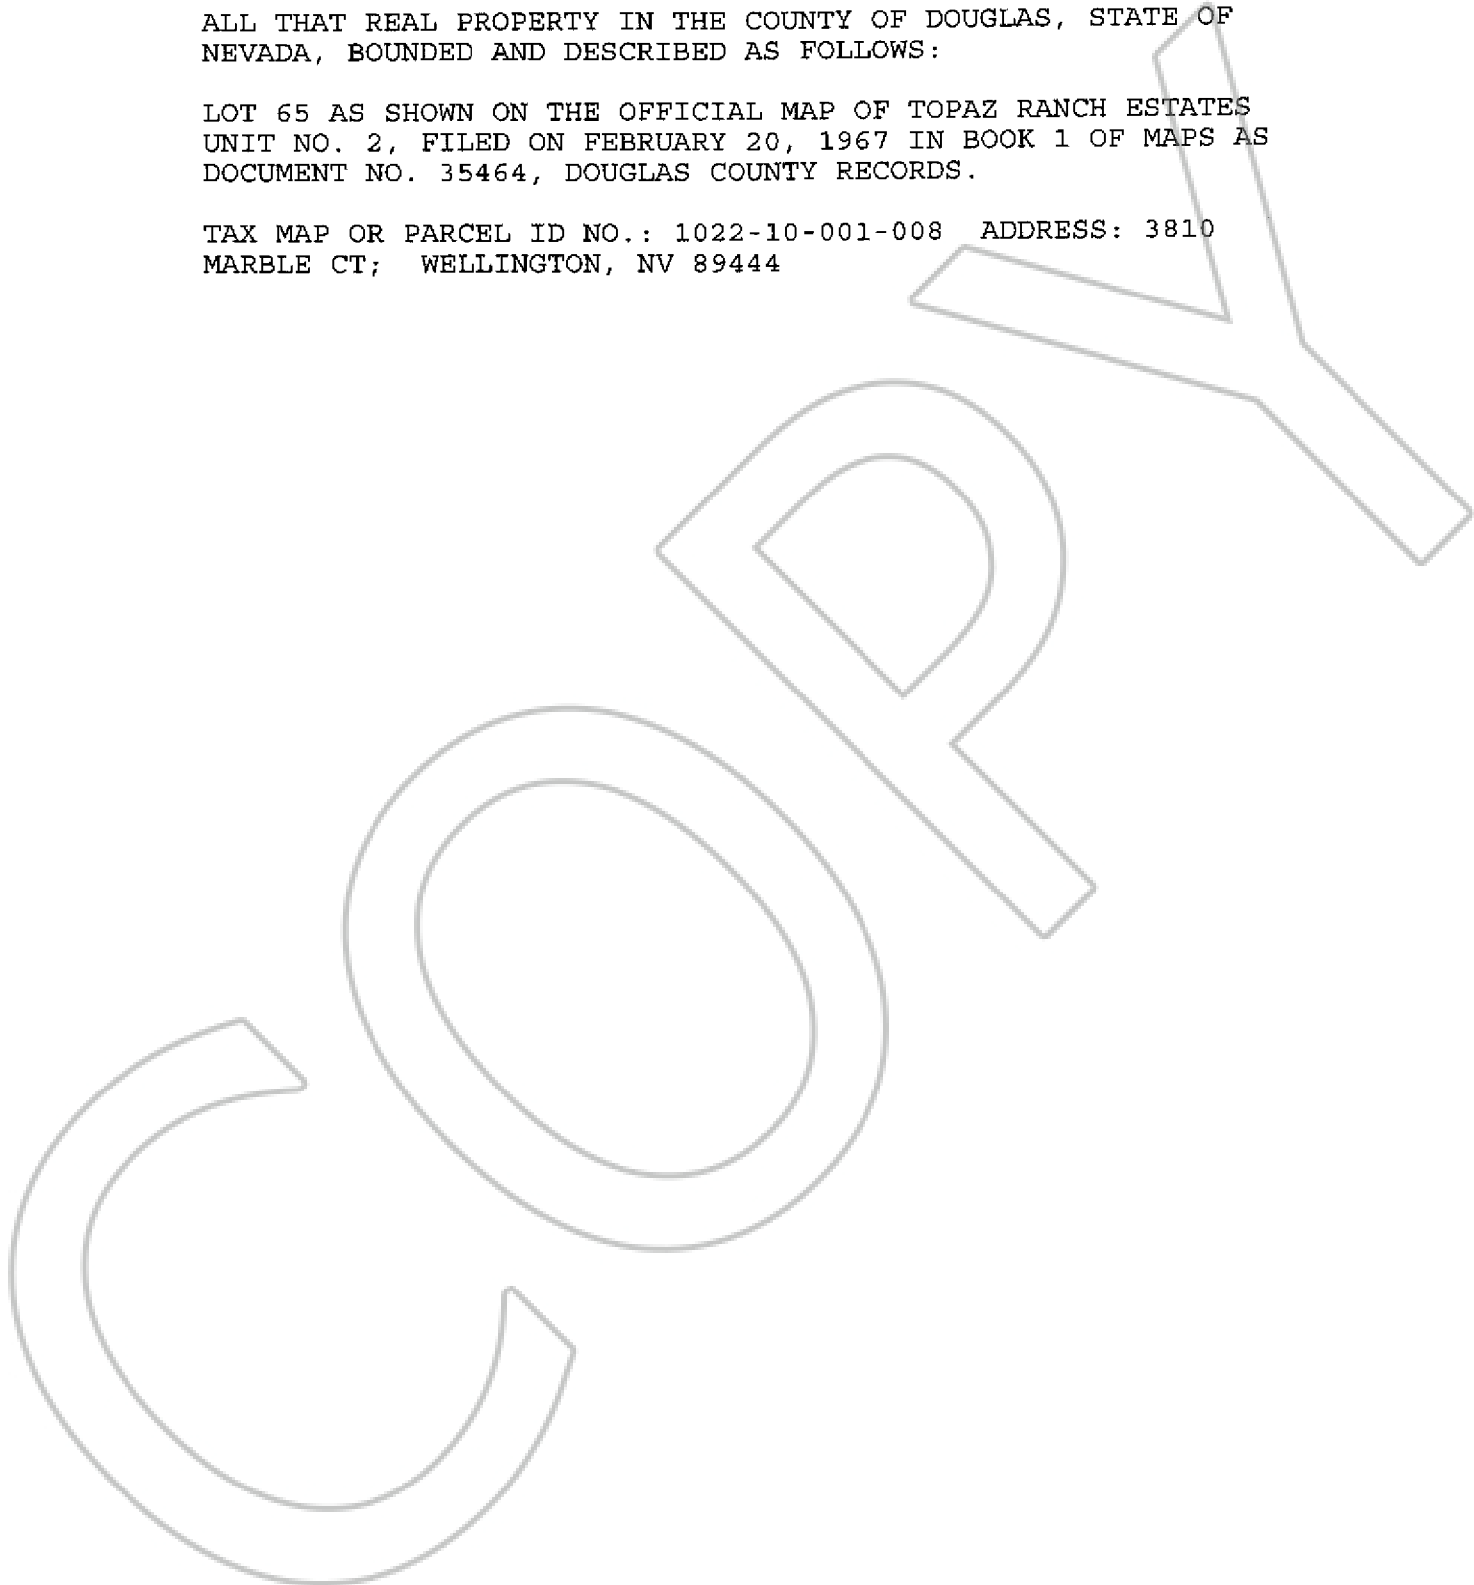 ALL THAT REAL PROPERTY IN THE COUNTY OF DOUGLAS, STATE OF
NEVADA, BOUNDED AND DESCRIBED AS FOLLOWS:
LOT 65 AS SHOWN ON THE OFFICIAL MAP OF TOPAZ RANCH ESTATES
UNIT NO. 2, FILED ON FEBRUARY 20, 1967 IN BOOK 1 OF MAPS AS
DOCUMENT NO. 35464, DOUGLAS COUNTY RECORDS.
TAX MAP OR PARCEL ID NO.: 1022-10-001-008 ADDRESS: 3810
MARBLE CT; WELLINGTON, NV 89444
COPY